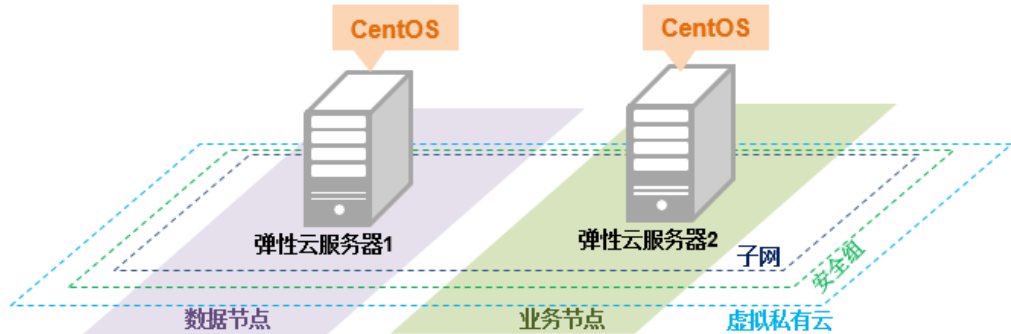 CentOS
CentOS
弹性云服务器1
弹性云服务器2
子网
安全组
数据节点
业务节点
虚拟私有云